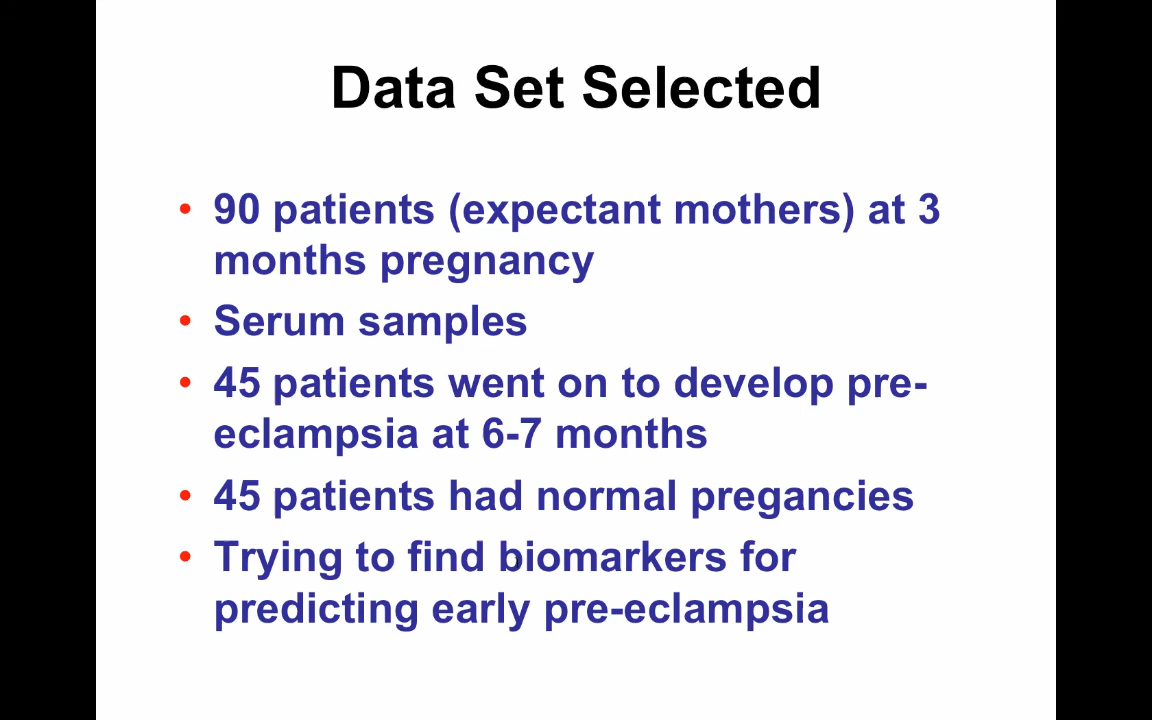 Data Set Selected
• 90 patients (expectant mothers) at 3
months pregnancy
• Serum samples
• 45 patients went on to develop pre-
eclampsia at 6-7 months
• 45 patients had normal pregancies
• Trying to find biomarkers for
predicting early pre-eclampsia